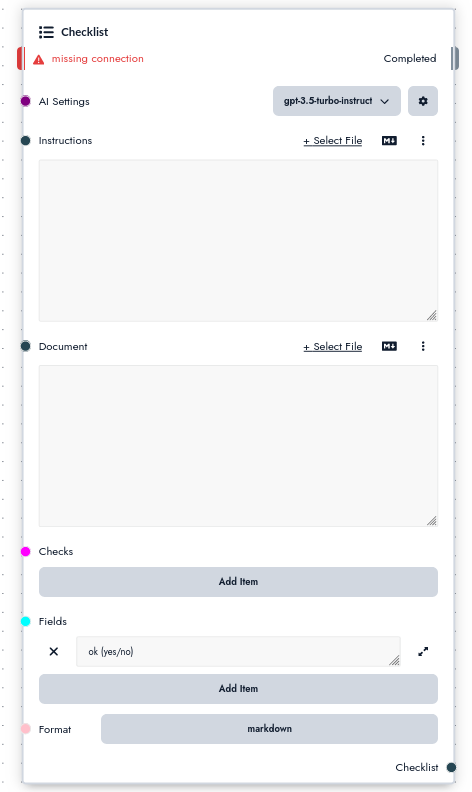 Checklist
missing connection Completed
AI Settings gpt-3.5-turbo-instruct
Instructions + Select File M↓
Document + Select File M↓
Checks
Add Item
Fields
ok (yes/no)
Add Item
Format markdown
Checklist